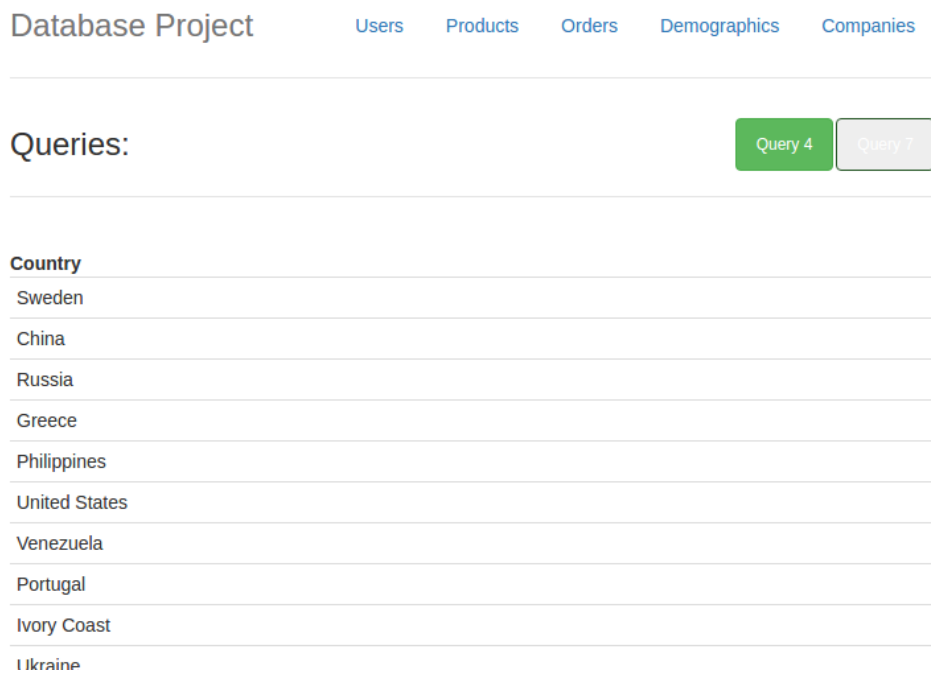 Database Project Users Products Orders Demographics Companies
Queries: Query 4 Query 7
Country
Sweden
China
Russia
Greece
Philippines
United States
Venezuela
Portugal
Ivory Coast
Ukraine